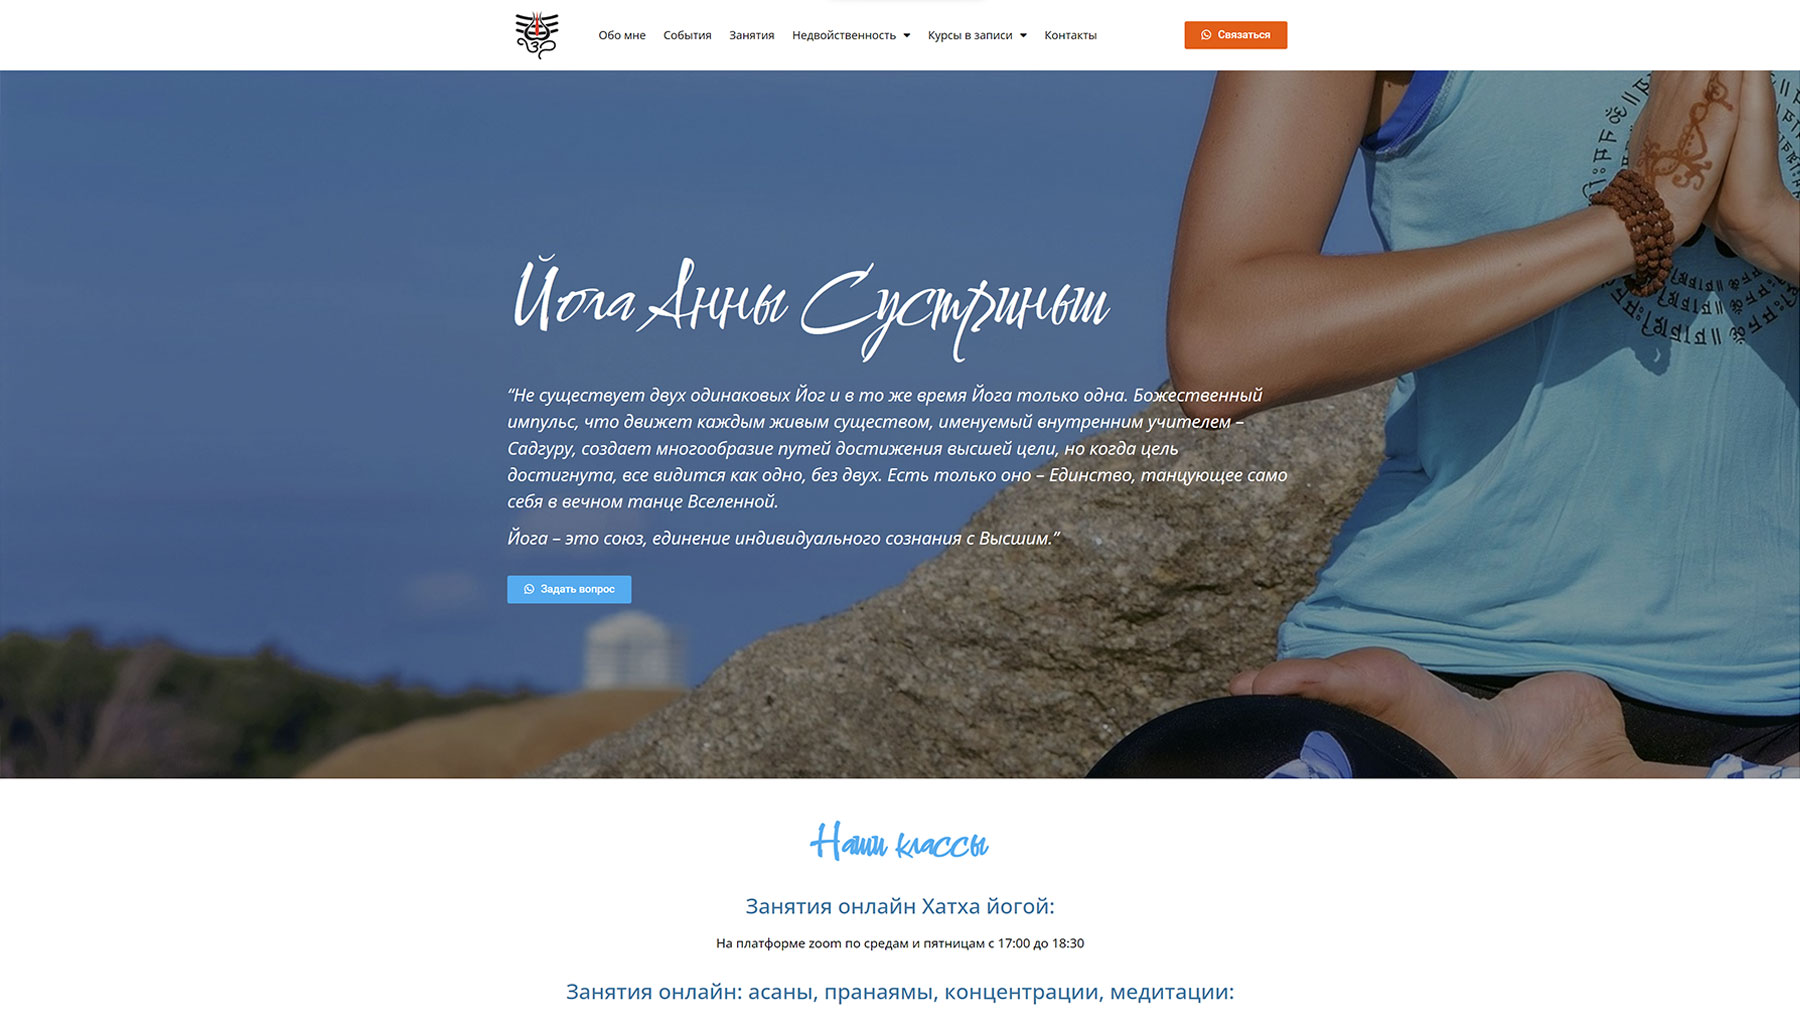 Обо мне
События
Занятия
Недвойственность
Курсы в записи
Контакты
Связаться
Йога Анны Сустриньш
“Не существует двух одинаковых Йог и в то же время Йога только одна. Божественный
импульс, что движет каждым живым существом, именуемый внутренним учителем –
Садгуру, создает многообразие путей достижения высшей цели, но когда цель
достигнута, все видится как одно, без двух. Есть только оно – Единство, танцующее само
себя в вечном танце Вселенной.
Йога – это союз, единение индивидуального сознания с Высшим.”
Задать вопрос
Наши классы
Занятия онлайн Хатха йогой:
На платформе zoom по средам и пятницам с 17:00 до 18:30
Занятия онлайн: асаны, пранаямы, концентрации, медитации: